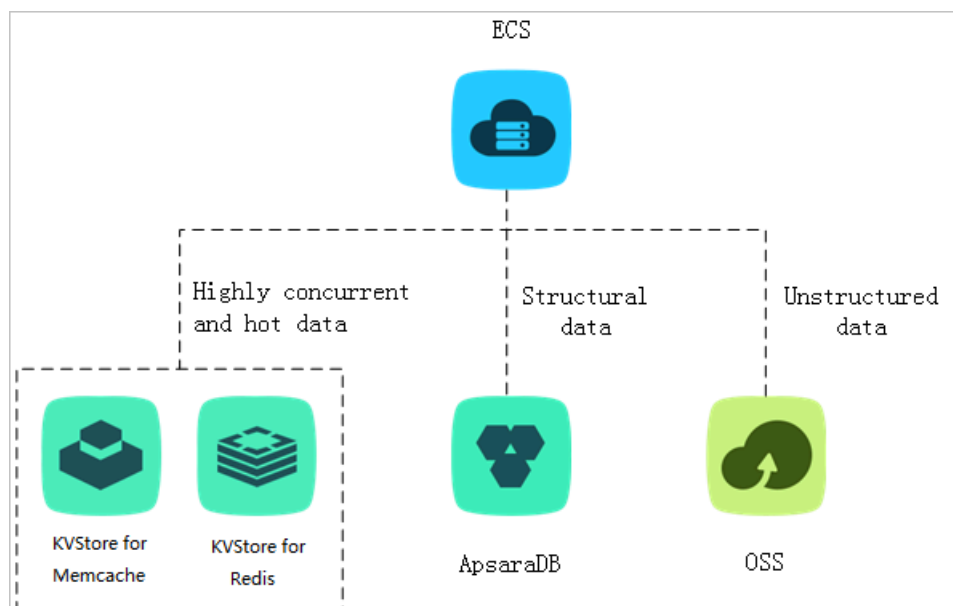 ECS
Highly concurrent
and hot data
Structural
data
Unstructured
data
KVStore for
Memcache
KVStore for
Redis
ApsaraDB
OSS